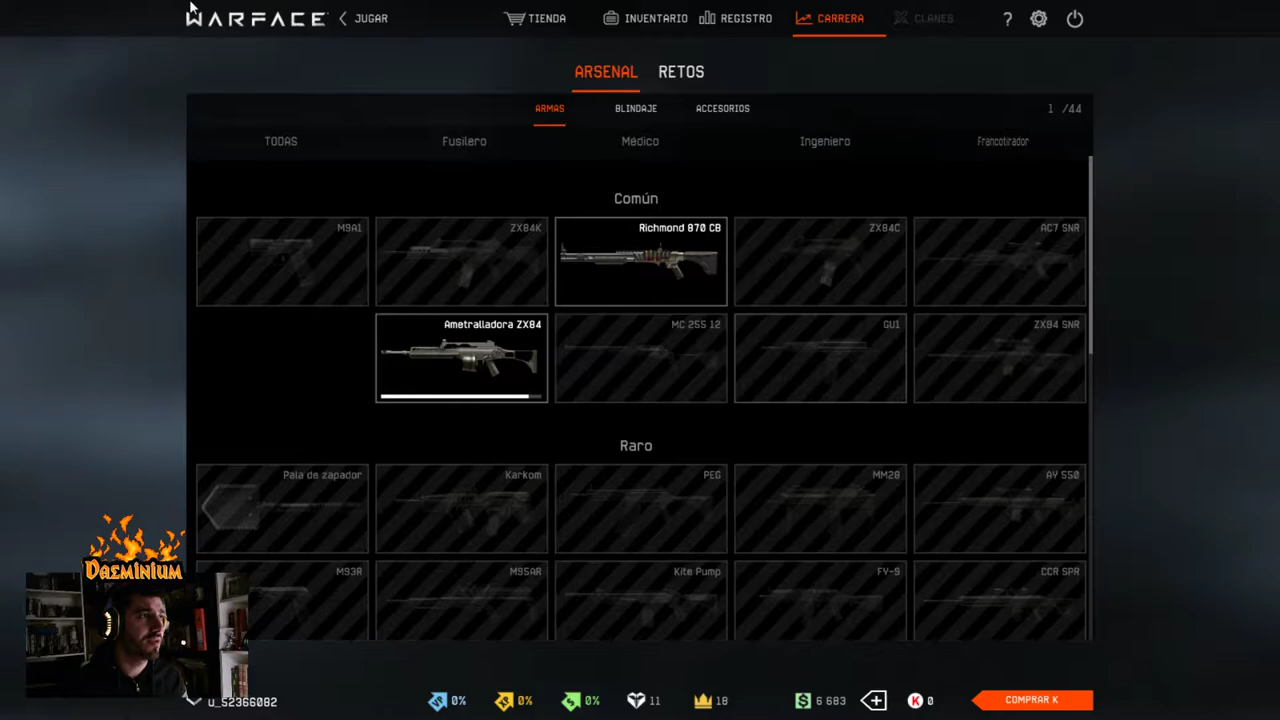 WARFACE
JUGAR
TIENDA
INVENTARIO
REGISTRO
CARRERA
CLANES
?
ARSENAL
RETOS
ARMAS
BLINDAJE
ACCESORIOS
1 /44
TODAS
Fusilero
Médico
Ingeniero
Francotirador
Común
M9A1
ZX84K
Richmond 870 CB
ZX84C
AC7 SNR
Ametralladora ZX84
MC 255 12
GU1
ZX84 SNR
Raro
Pala de zapador
Karkom
PEG
MM28
AY 550
M93R
M95AR
Kite Pump
FY-9
CCR SPR
DAEMINIUM
u_52366082
0%
0%
0%
11
18
$ 6 683
K 0
COMPRAR K